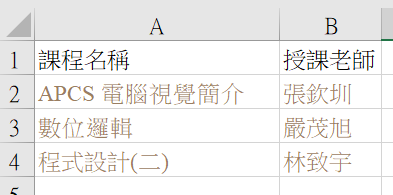 A B
1 課程名稱 授課老師
2 APCS 電腦視覺簡介 張欽圳
3 數位邏輯 嚴茂旭
4 程式設計(二) 林致宇
5